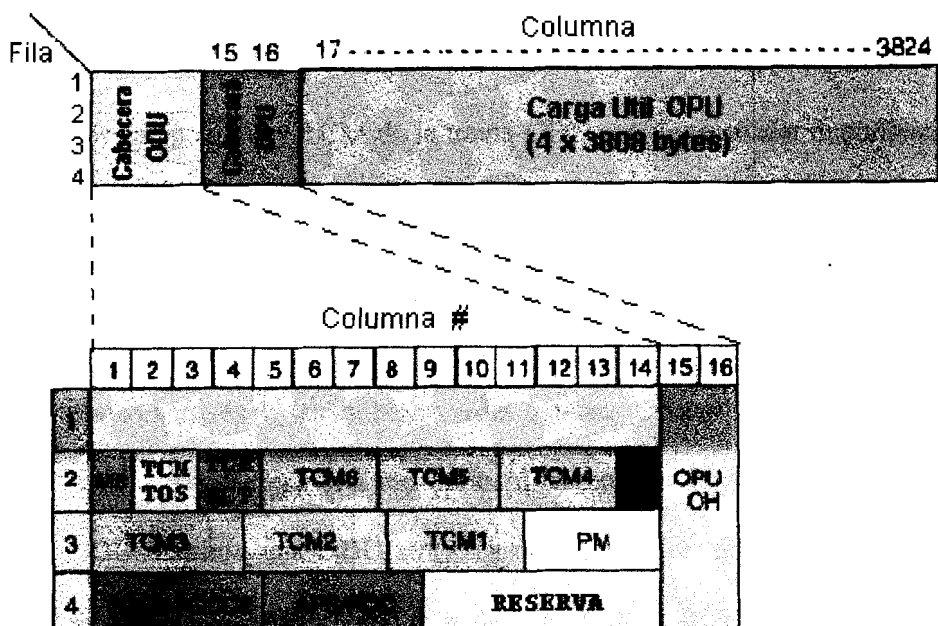 Columna
Fila
15 16 17 3824
1
2
3
4
Cabecera
ODU
Cabecera
OPU
Carga Util OPU
(4 x 3808 bytes)
Columna #
1 2 3 4 5 6 7 8 9 10 11 12 13 14 15 16
1
2 TCM TOS TCM6 TCM5 TCM4 OPU OH
3 TCM3 TCM2 TCM1 PM
4 RESERVA